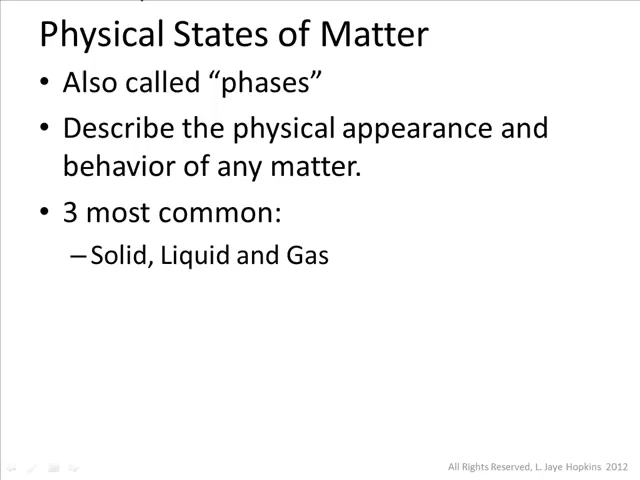 Physical States of Matter
• Also called “phases”
• Describe the physical appearance and
behavior of any matter.
• 3 most common:
– Solid, Liquid and Gas
All Rights Reserved, L. Jaye Hopkins 2012